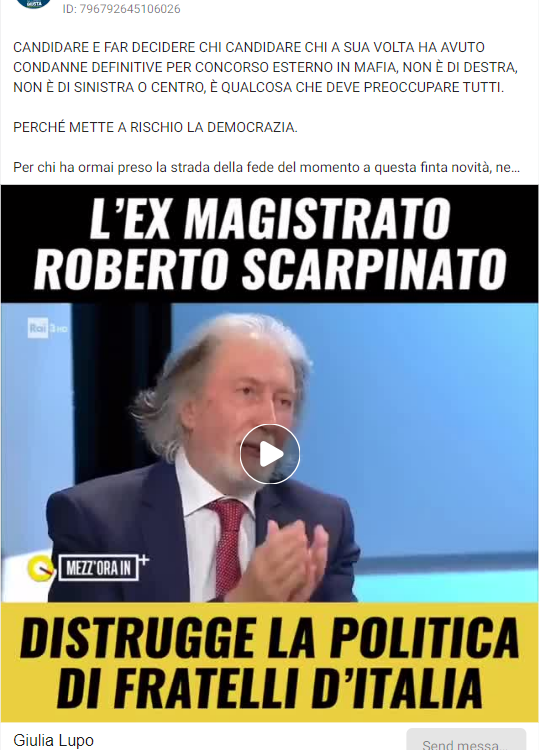 GIUSTA
ID: 796792645106026
CANDIDARE E FAR DECIDERE CHI CANDIDARE CHI A SUA VOLTA HA AVUTO
CONDANNE DEFINITIVE PER CONCORSO ESTERNO IN MAFIA, NON È DI DESTRA,
NON È DI SINISTRA O CENTRO, È QUALCOSA CHE DEVE PREOCCUPARE TUTTI.
PERCHÉ METTE A RISCHIO LA DEMOCRAZIA.
Per chi ha ormai preso la strada della fede del momento a questa finta novità, ne...
L'EX MAGISTRATO
ROBERTO SCARPINATO
Rai 3 HD
MEZZ'ORA IN +
DISTRUGGE LA POLITICA
DI FRATELLI D'ITALIA
Giulia Lupo
Send messa...